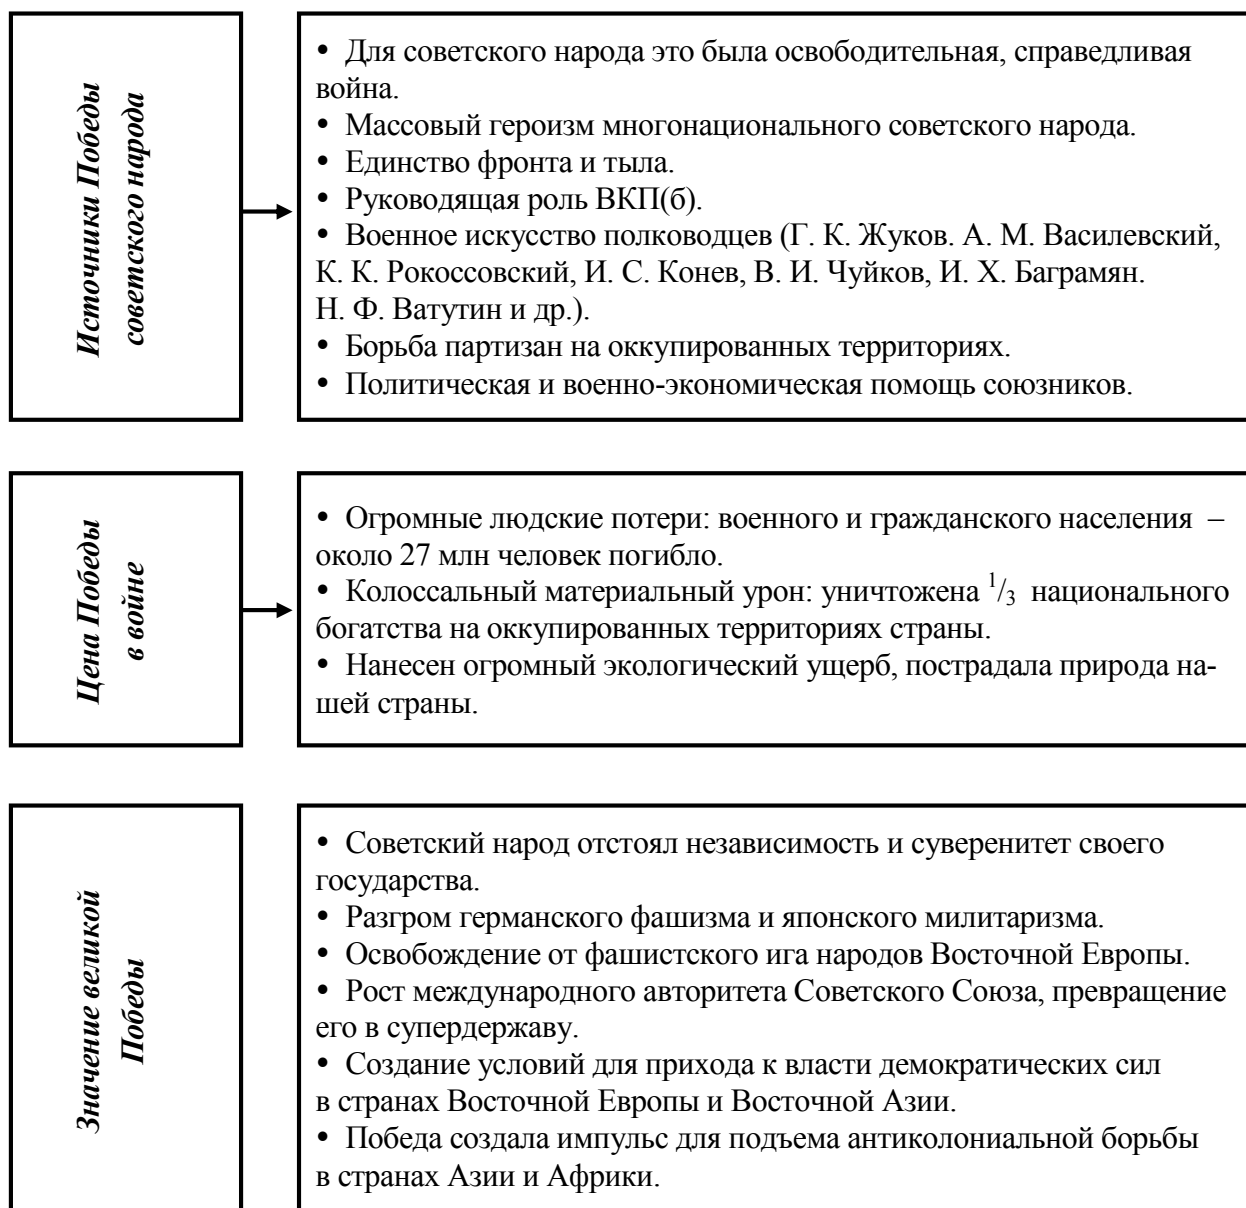 Источники Победы
советского народа
• Для советского народа это была освободительная, справедливая
война.
• Массовый героизм многонационального советского народа.
• Единство фронта и тыла.
• Руководящая роль ВКП(б).
• Военное искусство полководцев (Г. К. Жуков. А. М. Василевский,
К. К. Рокоссовский, И. С. Конев, В. И. Чуйков, И. Х. Баграмян.
Н. Ф. Ватутин и др.).
• Борьба партизан на оккупированных территориях.
• Политическая и военно-экономическая помощь союзников.
Цена Победы
в войне
• Огромные людские потери: военного и гражданского населения –
около 27 млн человек погибло.
• Колоссальный материальный урон: уничтожена 1/3 национального
богатства на оккупированных территориях страны.
• Нанесен огромный экологический ущерб, пострадала природа на-
шей страны.
Значение великой
Победы
• Советский народ отстоял независимость и суверенитет своего
государства.
• Разгром германского фашизма и японского милитаризма.
• Освобождение от фашистского ига народов Восточной Европы.
• Рост международного авторитета Советского Союза, превращение
его в супердержаву.
• Создание условий для прихода к власти демократических сил
в странах Восточной Европы и Восточной Азии.
• Победа создала импульс для подъема антиколониальной борьбы
в странах Азии и Африки.